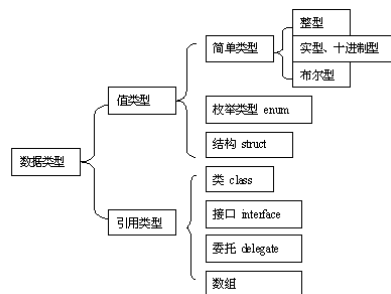 数据类型
值类型
简单类型
整型
实型、十进制型
布尔型
枚举类型 enum
结构 struct
引用类型
类 class
接口 interface
委托 delegate
数组